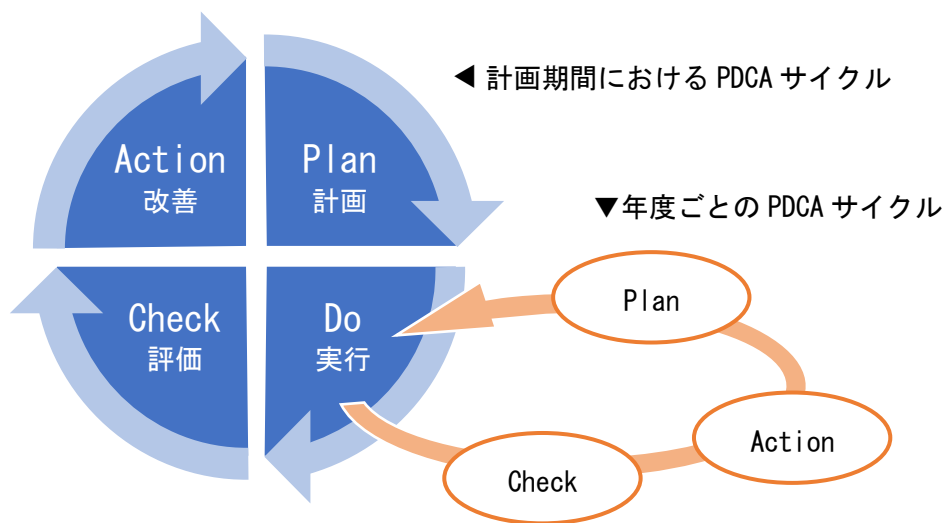 ◀ 計画期間における PDCA サイクル
Action
改善
Plan
計画
▼年度ごとの PDCA サイクル
Check
評価
Do
実行
Plan
Action
Check